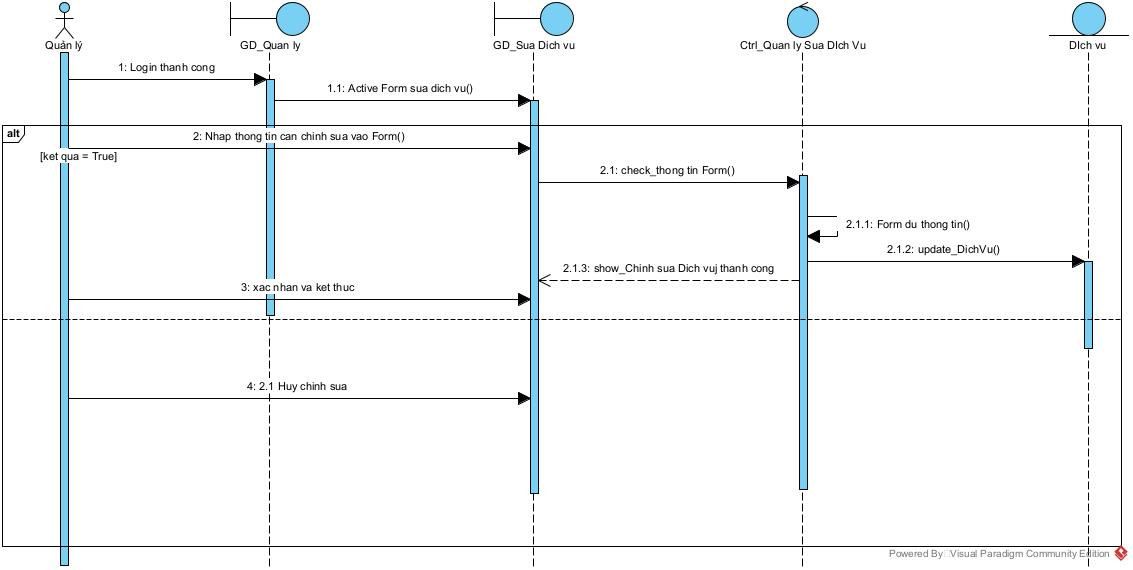 Quản lý
GD_Quan ly
GD_Sua Dich vu
Ctrl_Quan ly Sua DIch Vu
DIch vu
1: Login thanh cong
1.1: Active Form sua dich vu()
alt
2: Nhap thong tin can chinh sua vao Form()
[ket qua = True]
2.1: check_thong tin Form()
2.1.1: Form du thong tin()
2.1.2: update_DichVu()
2.1.3: show_Chinh sua Dich vuj thanh cong
3: xac nhan va ket thuc
4: 2.1 Huy chinh sua
Powered By Visual Paradigm Community Edition